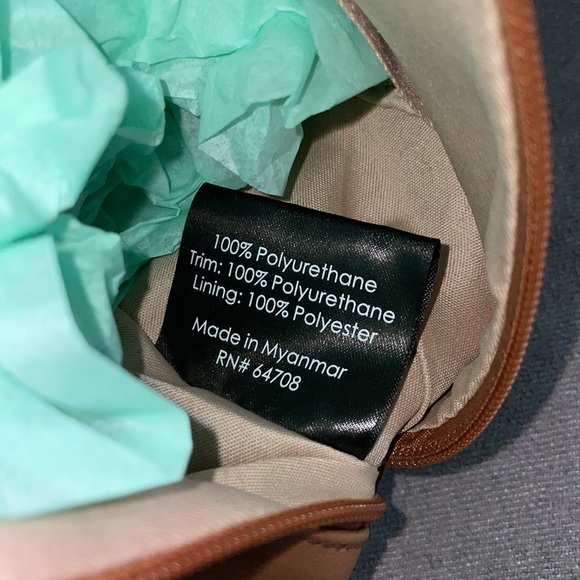 100% Polyurethane
Trim: 100% Polyurethane
Lining: 100% Polyester
Made in Myanmar
RN# 64708